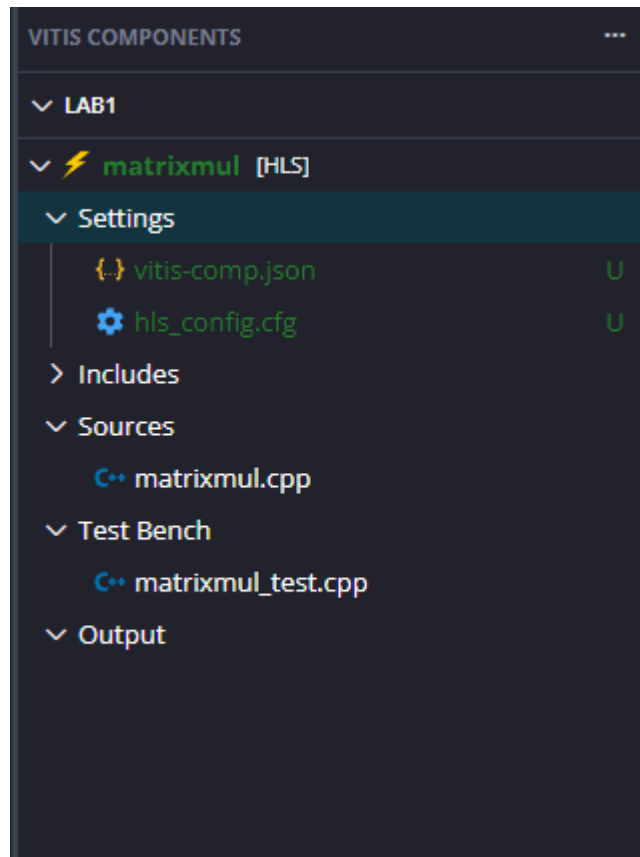 VITIS COMPONENTS ···
LAB1
matrixmul [HLS]
Settings
{..} vitis-comp.json U
hls_config.cfg U
Includes
Sources
C++ matrixmul.cpp
Test Bench
C++ matrixmul_test.cpp
Output